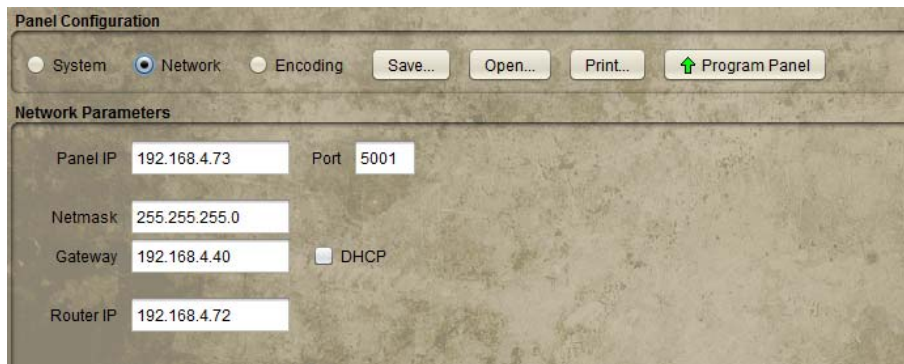 Panel Configuration
System Network Encoding Save... Open... Print... Program Panel
Network Parameters
Panel IP 192.168.4.73 Port 5001
Netmask 255.255.255.0
Gateway 192.168.4.40 DHCP
Router IP 192.168.4.72